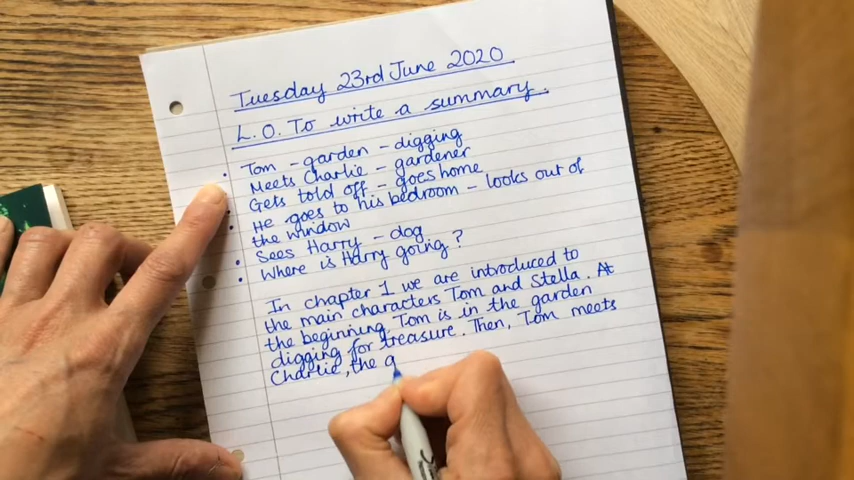 Tuesday 23rd June 2020
L.O. To write a summary.
• Tom - garden - digging
Meets Charlie - gardener
Gets told off - goes home
• He goes to his bedroom - looks out of
the window
• Sees Harry - dog
• Where is Harry going?
In chapter 1 we are introduced to
the main characters Tom and Stella. At
the beginning, Tom is in the garden
digging for treasure. Then, Tom meets
Charlie, the g